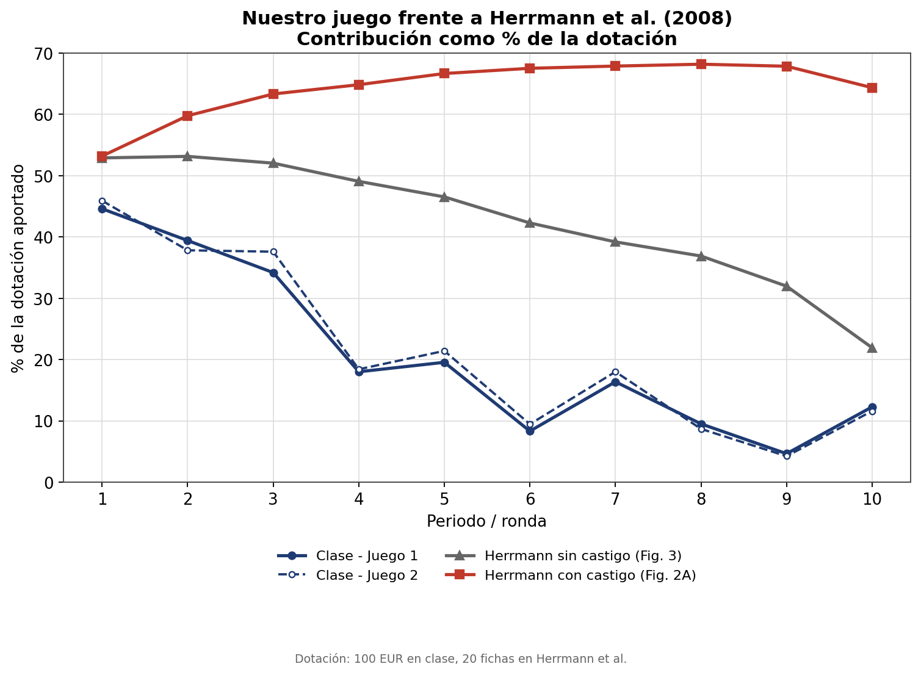 Nuestro juego frente a Herrmann et al. (2008)
Contribución como % de la dotación
% de la dotación aportado
70
60
50
40
30
20
10
0
1 2 3 4 5 6 7 8 9 10
Periodo / ronda
Clase - Juego 1
Clase - Juego 2
Herrmann sin castigo (Fig. 3)
Herrmann con castigo (Fig. 2A)
Dotación: 100 EUR en clase, 20 fichas en Herrmann et al.